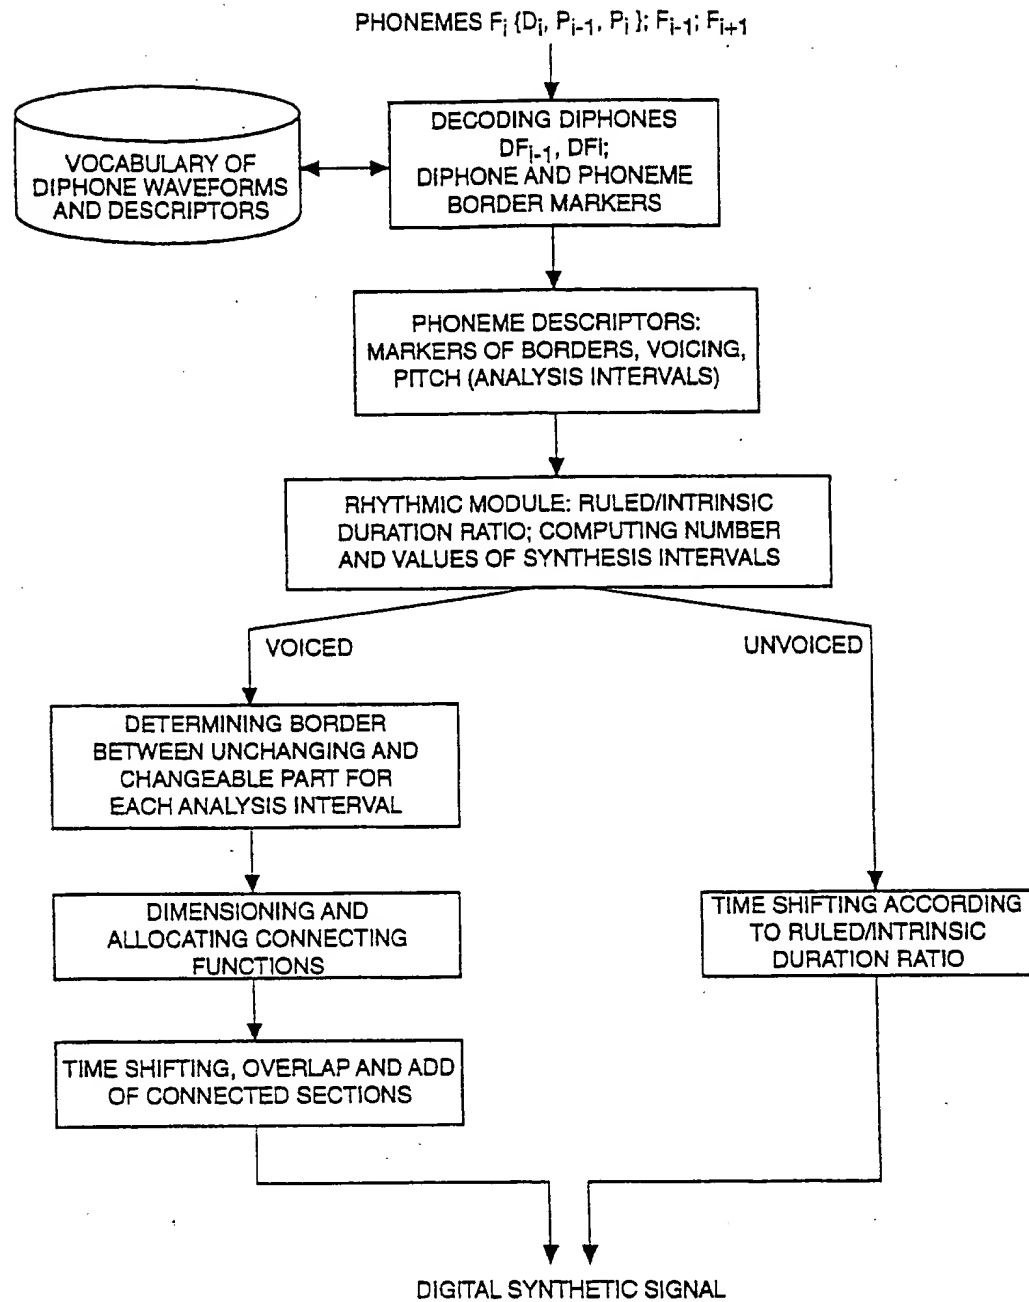 PHONEMES Fi {Di, Pi-1, Pi }; Fi-1; Fi+1
DECODING DIPHONES
DFi-1, DFi;
DIPHONE AND PHONEME
BORDER MARKERS
VOCABULARY OF
DIPHONE WAVEFORMS
AND DESCRIPTORS
PHONEME DESCRIPTORS:
MARKERS OF BORDERS, VOICING,
PITCH (ANALYSIS INTERVALS)
RHYTHMIC MODULE: RULED/INTRINSIC
DURATION RATIO; COMPUTING NUMBER
AND VALUES OF SYNTHESIS INTERVALS
VOICED
UNVOICED
DETERMINING BORDER
BETWEEN UNCHANGING AND
CHANGEABLE PART FOR
EACH ANALYSIS INTERVAL
DIMENSIONING AND
ALLOCATING CONNECTING
FUNCTIONS
TIME SHIFTING ACCORDING
TO RULED/INTRINSIC
DURATION RATIO
TIME SHIFTING, OVERLAP AND ADD
OF CONNECTED SECTIONS
DIGITAL SYNTHETIC SIGNAL